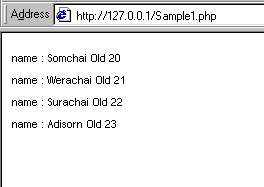 Address http://127.0.0.1/Sample1.php
name : Somchai Old 20
name : Werachai Old 21
name : Surachai Old 22
name : Adisorn Old 23